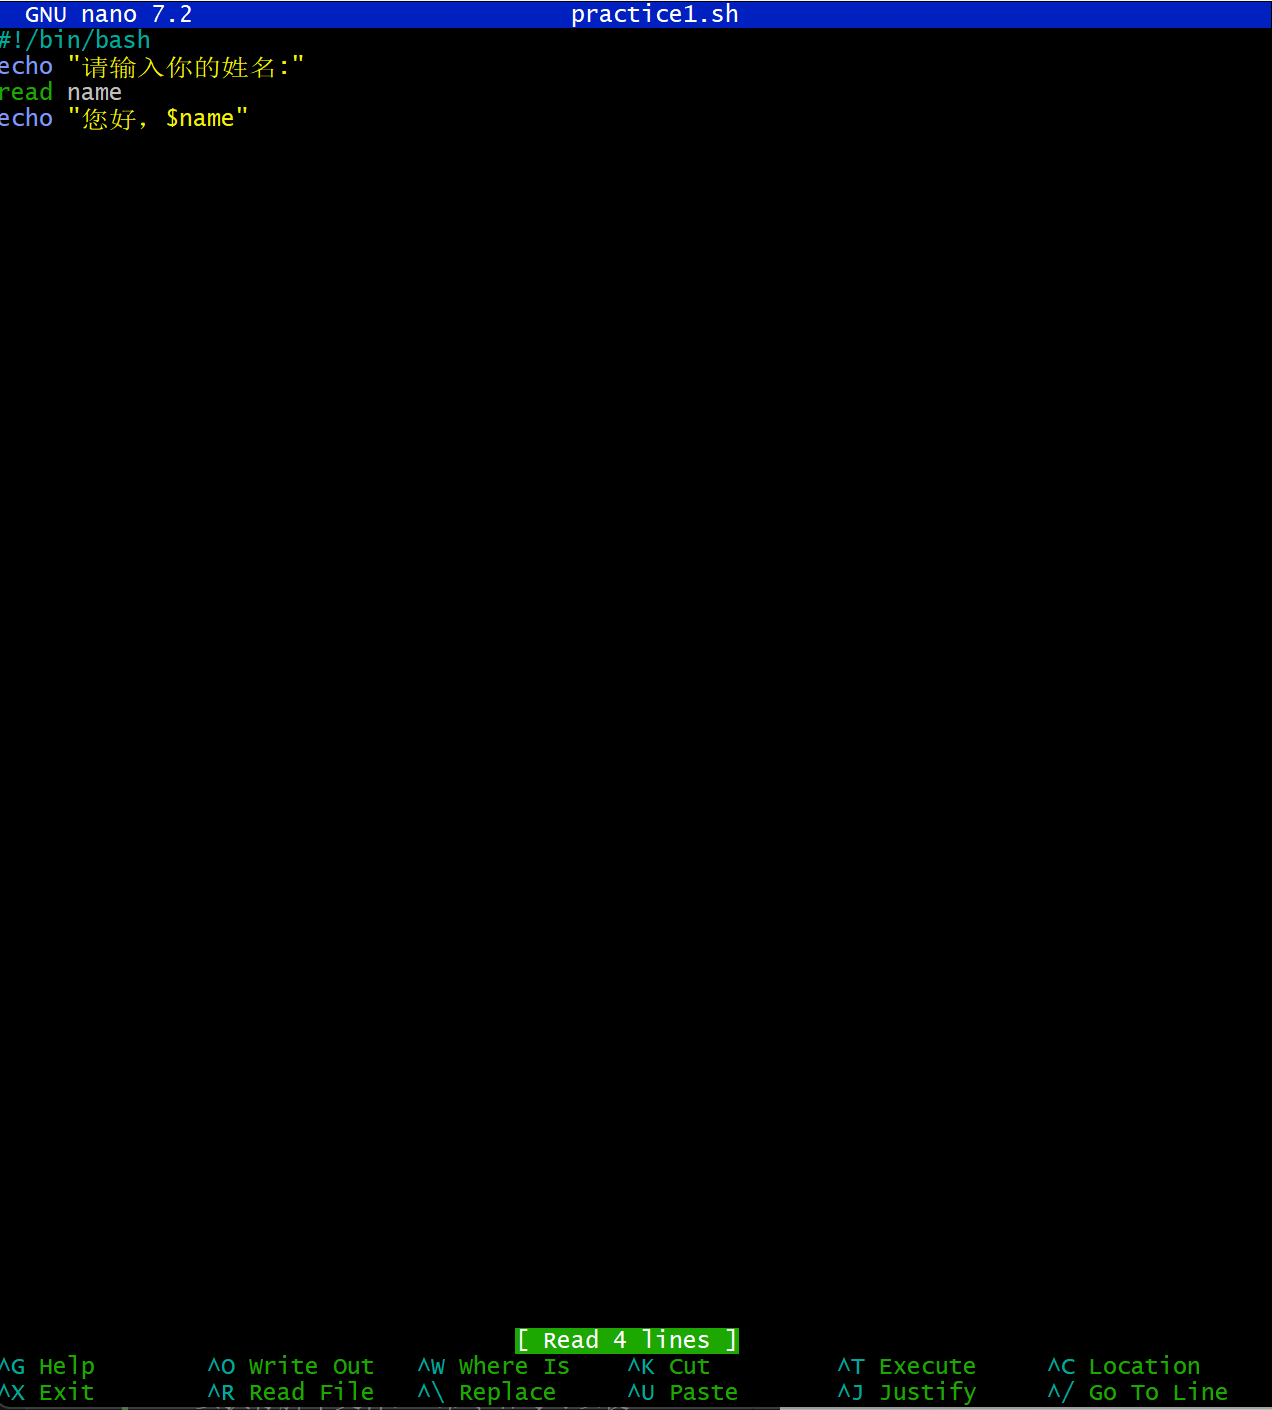 GNU nano 7.2 practice1.sh
#!/bin/bash
echo "请输入你的姓名:"
read name
echo "您好，$name"
[ Read 4 lines ]
^G Help ^O Write Out ^W Where Is ^K Cut ^T Execute ^C Location
^X Exit ^R Read File ^\ Replace ^U Paste ^J Justify ^/ Go To Line